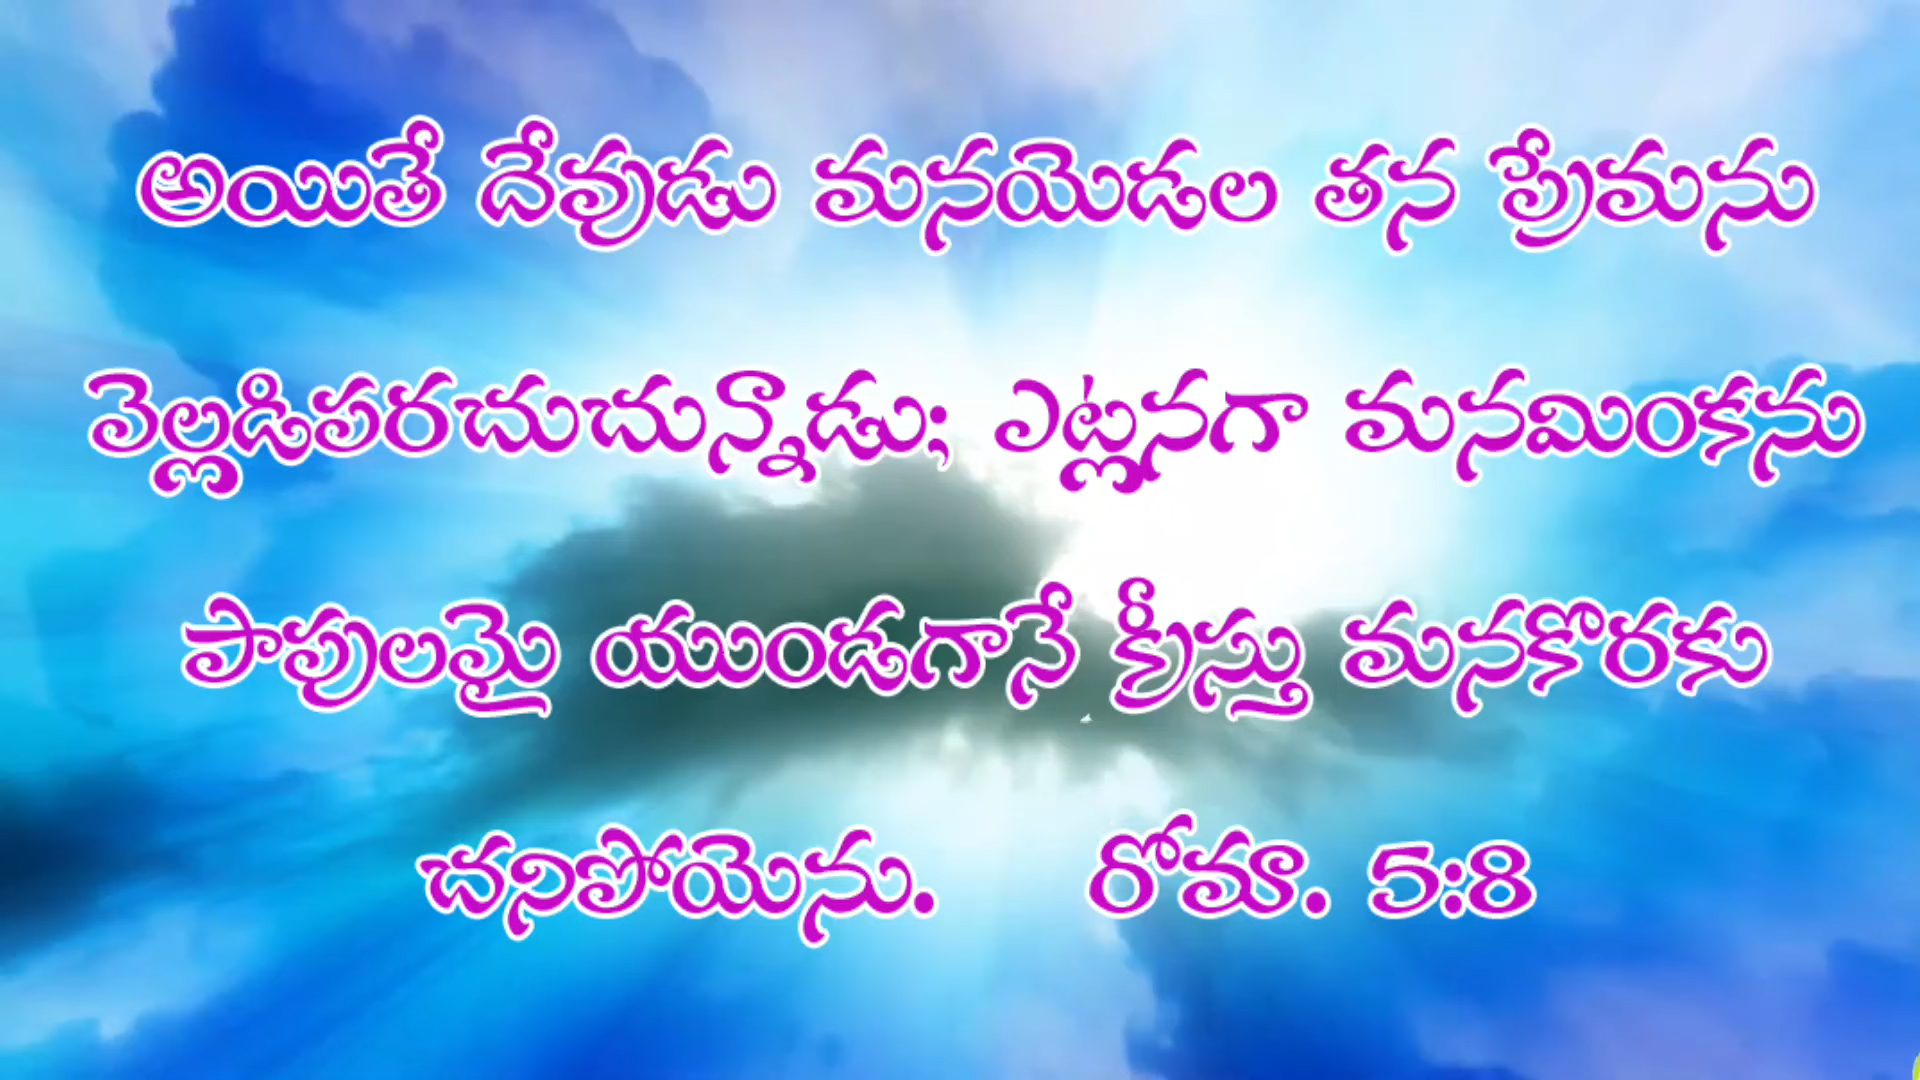 అయితే దేవుడు మనయెడల తన ప్రేమను
వెల్లడిపరచుచున్నాడు; ఎట్లనగా మనమింకను
పాపులమై యుండగానే క్రీస్తు మనకొరకు
చనిపోయెను. రోమా. 5:8